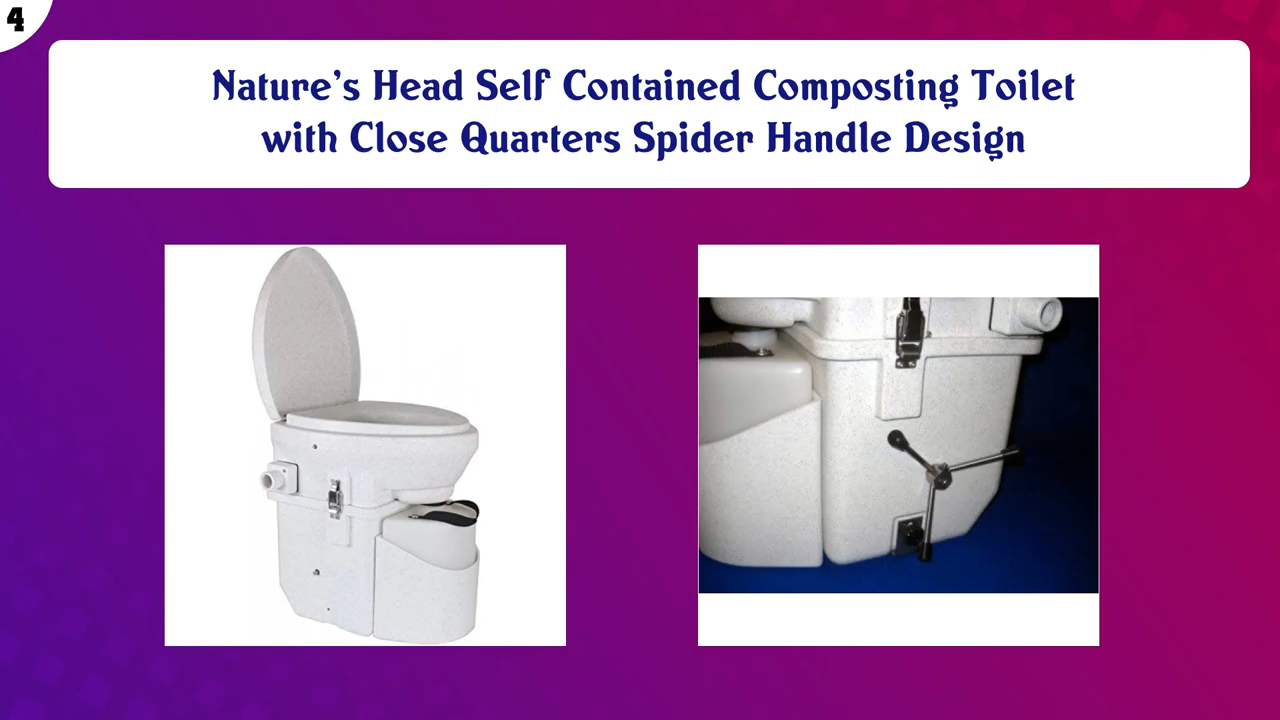 4
Nature's Head Self Contained Composting Toilet
with Close Quarters Spider Handle Design